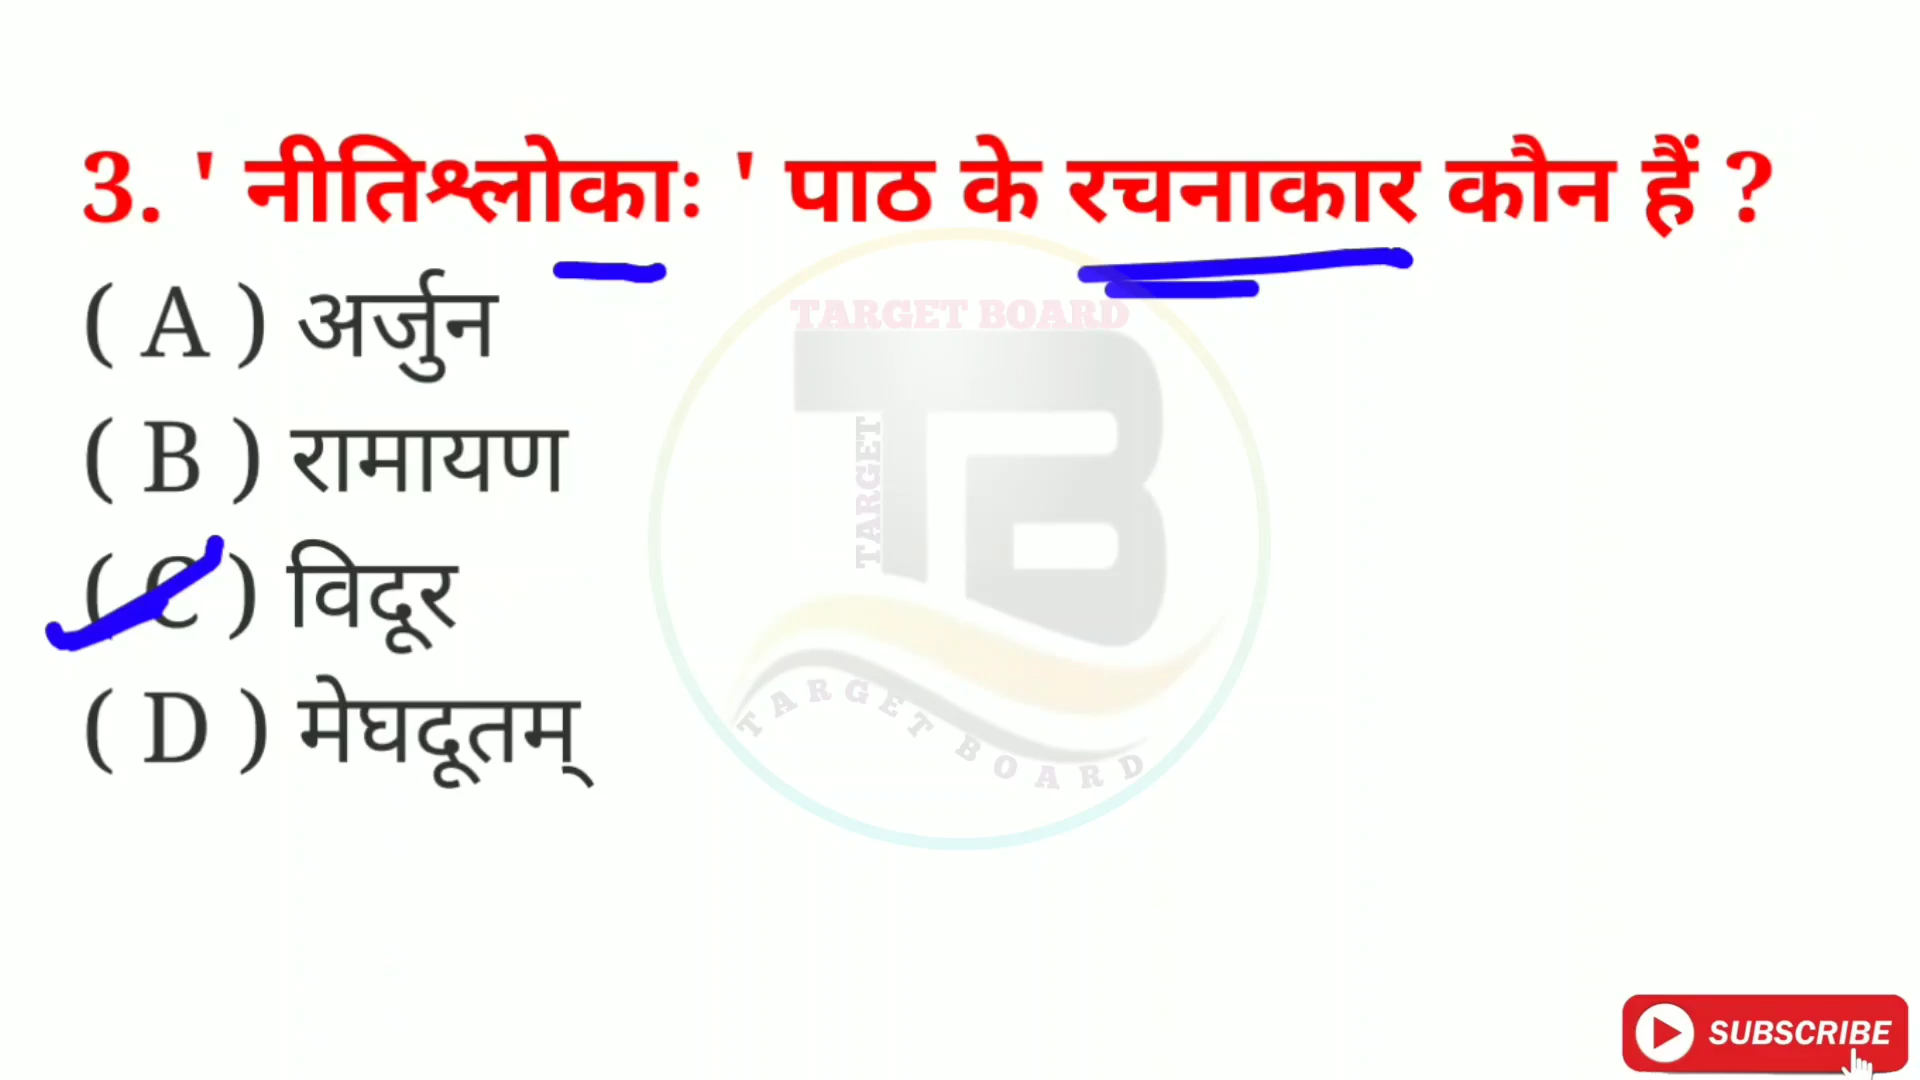 3. ' नीतिश्लोकाः ' पाठ के रचनाकार कौन हैं ?
( A ) अर्जुन
TARGET BOARD
( B ) रामायण
TARGET
( C ) विदूर
( D ) मेघदूतम्
TARGET BOARD
SUBSCRIBE